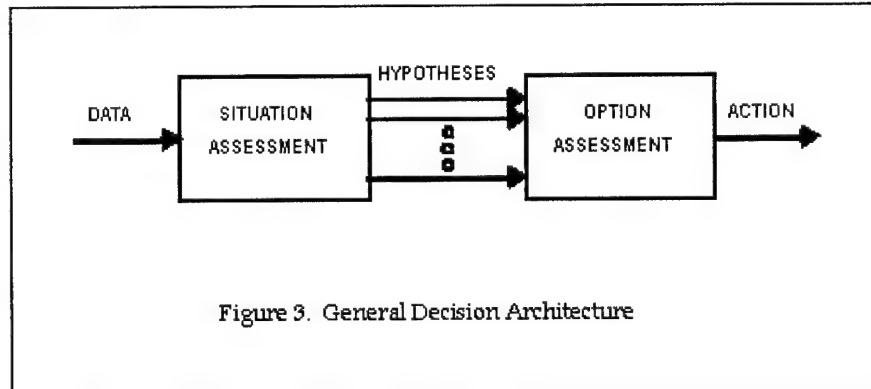 HYPOTHESES
DATA
SITUATION
ASSESSMENT
OPTION
ASSESSMENT
ACTION
Figure 3. General Decision Architecture